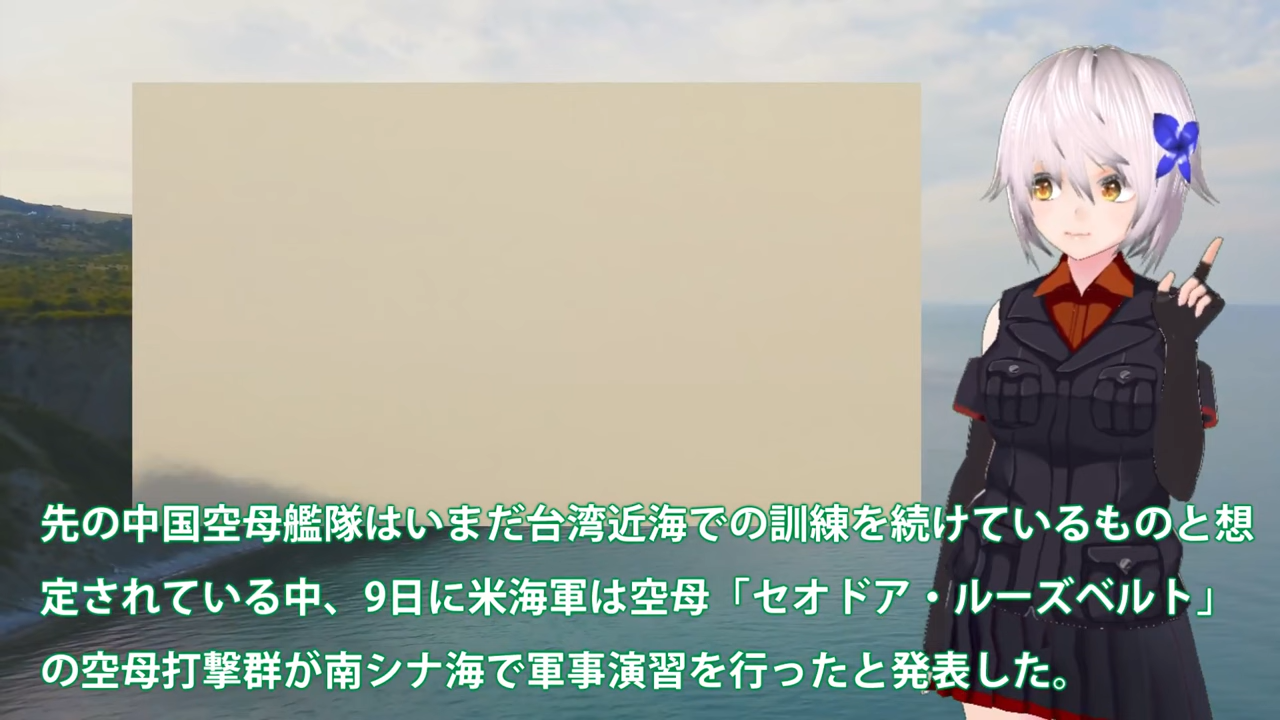 先の中国空母艦隊はいまだ台湾近海での訓練を続けているものと想
定されている中、9日に米海軍は空母「セオドア・ルーズベルト」
の空母打撃群が南シナ海で軍事演習を行ったと発表した。